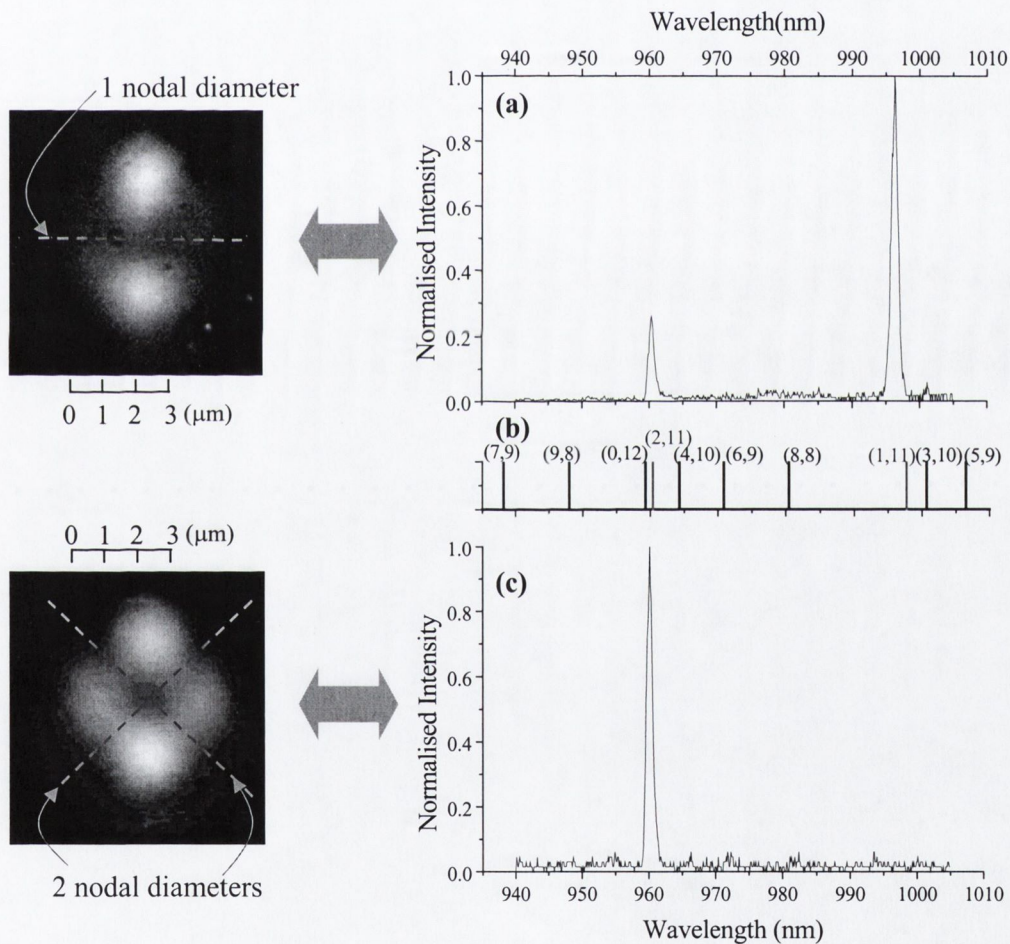 Wavelength(nm)
940 950 960 970 980 990 1000 1010
1 nodal diameter
(a)
Normalised Intensity
1.0
0.8
0.6
0.4
0.2
0.0
0 1 2 3 (μm)
(b)
(7,9) (9,8) (0,12) (2,11) (4,10) (6,9) (8,8) (1,11) (3,10) (5,9)
0 1 2 3 (μm)
(c)
Normalised Intensity
1.0
0.8
0.6
0.4
0.2
0.0
2 nodal diameters
940 950 960 970 980 990 1000 1010
Wavelength (nm)